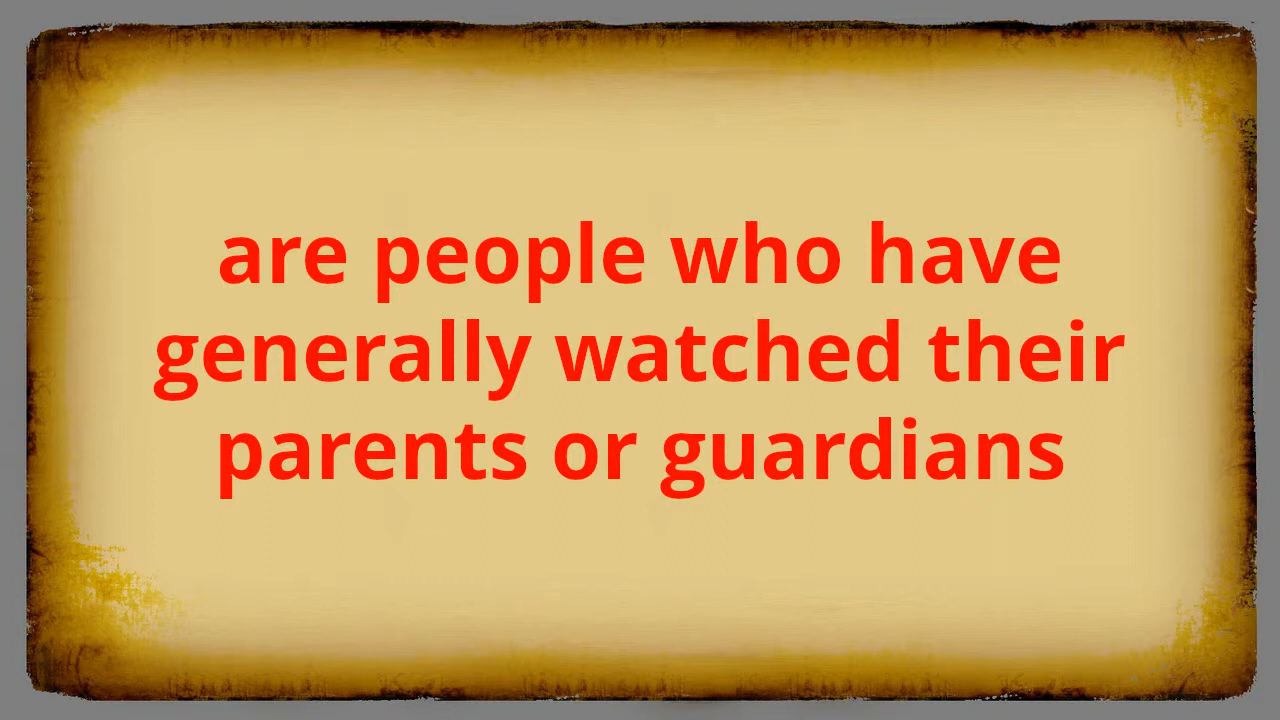 are people who have
generally watched their
parents or guardians